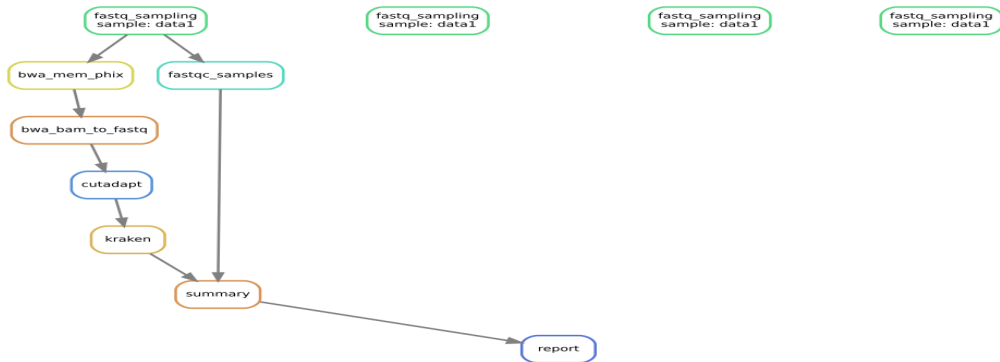 fastq_sampling
sample: data1
fastq_sampling
sample: data1
fastq_sampling
sample: data1
fastq_sampling
sample: data1
bwa_mem_phix
fastqc_samples
bwa_bam_to_fastq
cutadapt
kraken
summary
report